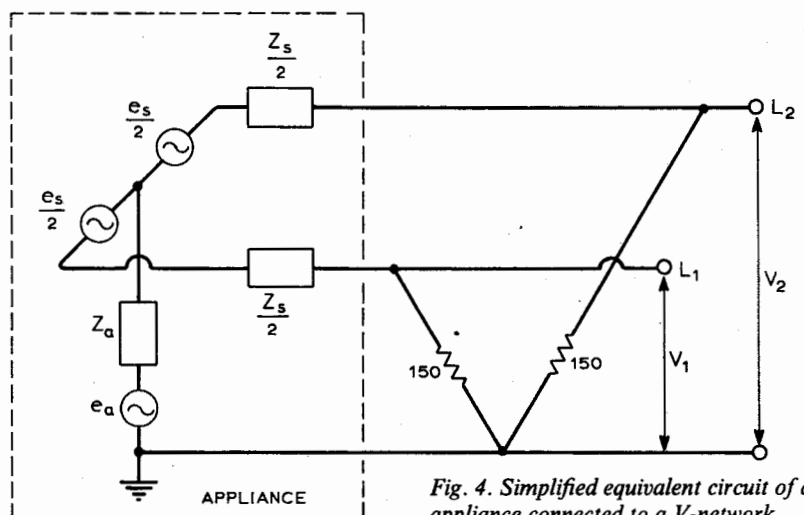 Z_s
2
e_s
2
L_2
e_s
2
L_1
Z_s
2
V_2
Z_a
150
150
V_1
e_a
APPLIANCE
Fig. 4. Simplified equivalent circuit of
appliance connected to a V-network